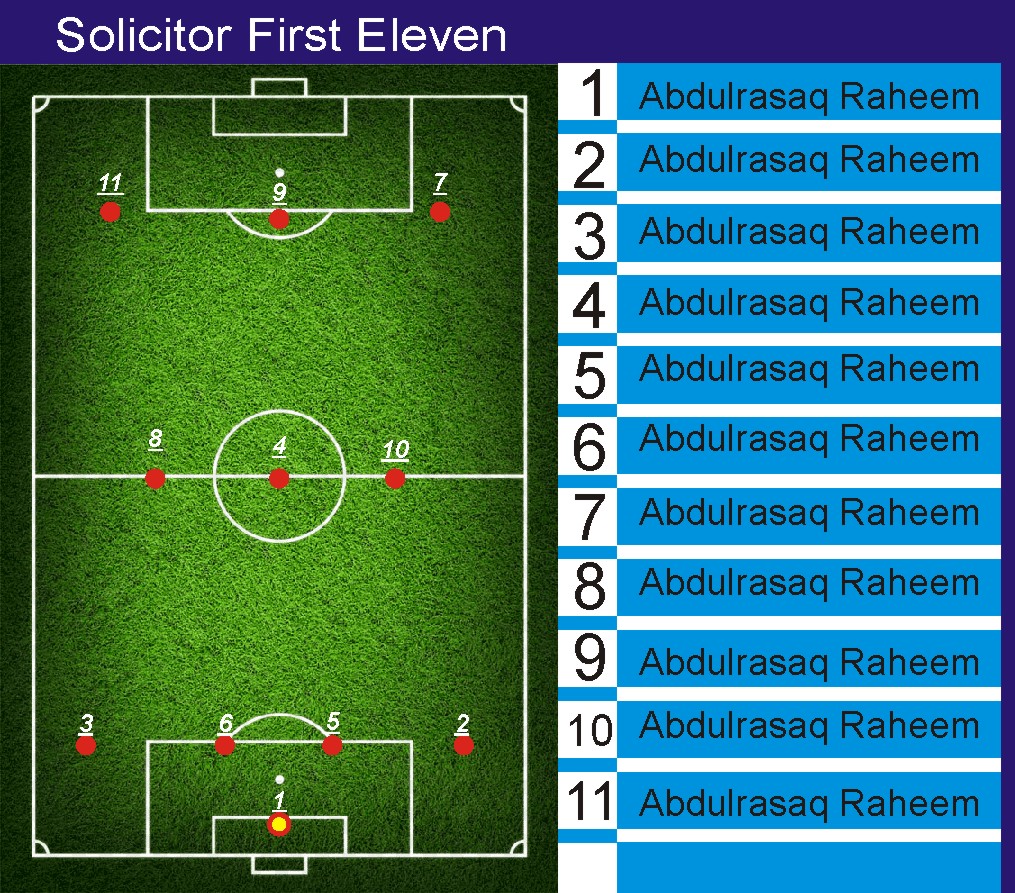 Solicitor First Eleven
11
9
7
8
4
10
3
6
5
2
1
1 Abdulrasaq Raheem
2 Abdulrasaq Raheem
3 Abdulrasaq Raheem
4 Abdulrasaq Raheem
5 Abdulrasaq Raheem
6 Abdulrasaq Raheem
7 Abdulrasaq Raheem
8 Abdulrasaq Raheem
9 Abdulrasaq Raheem
10 Abdulrasaq Raheem
11 Abdulrasaq Raheem